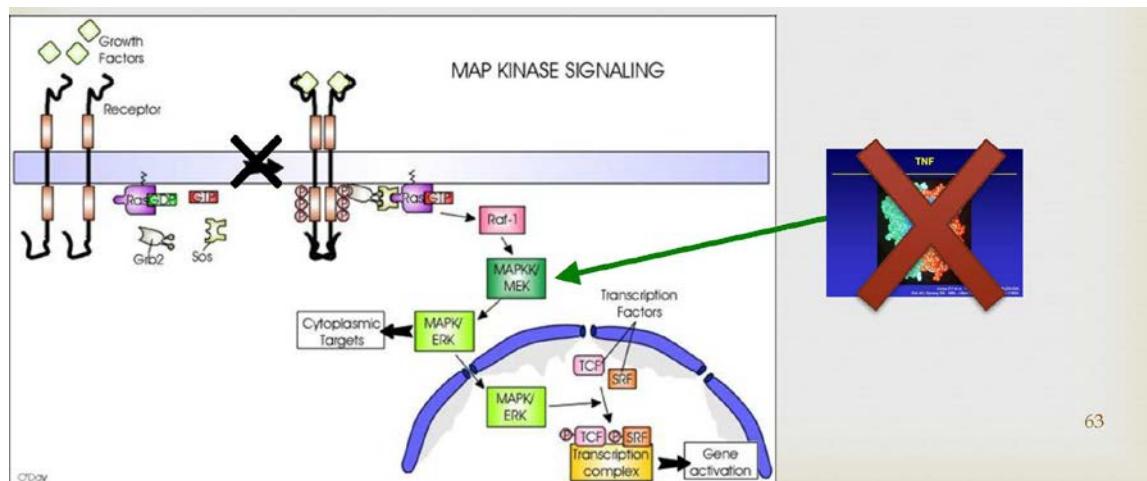 Growth
Factors
MAP KINASE SIGNALING
Receptor
TNF
Ras
GDP
GTP
P
P
P
P
P
P
Ras
GTP
Raf-1
Grb2
Sos
MAPKK/
MEK
Transcription
Factors
Cytoplasmic
Targets
MAPK/
ERK
TCF
SRF
MAPK/
ERK
63
P
TCF
P
SRF
Transcription
complex
Gene
activation